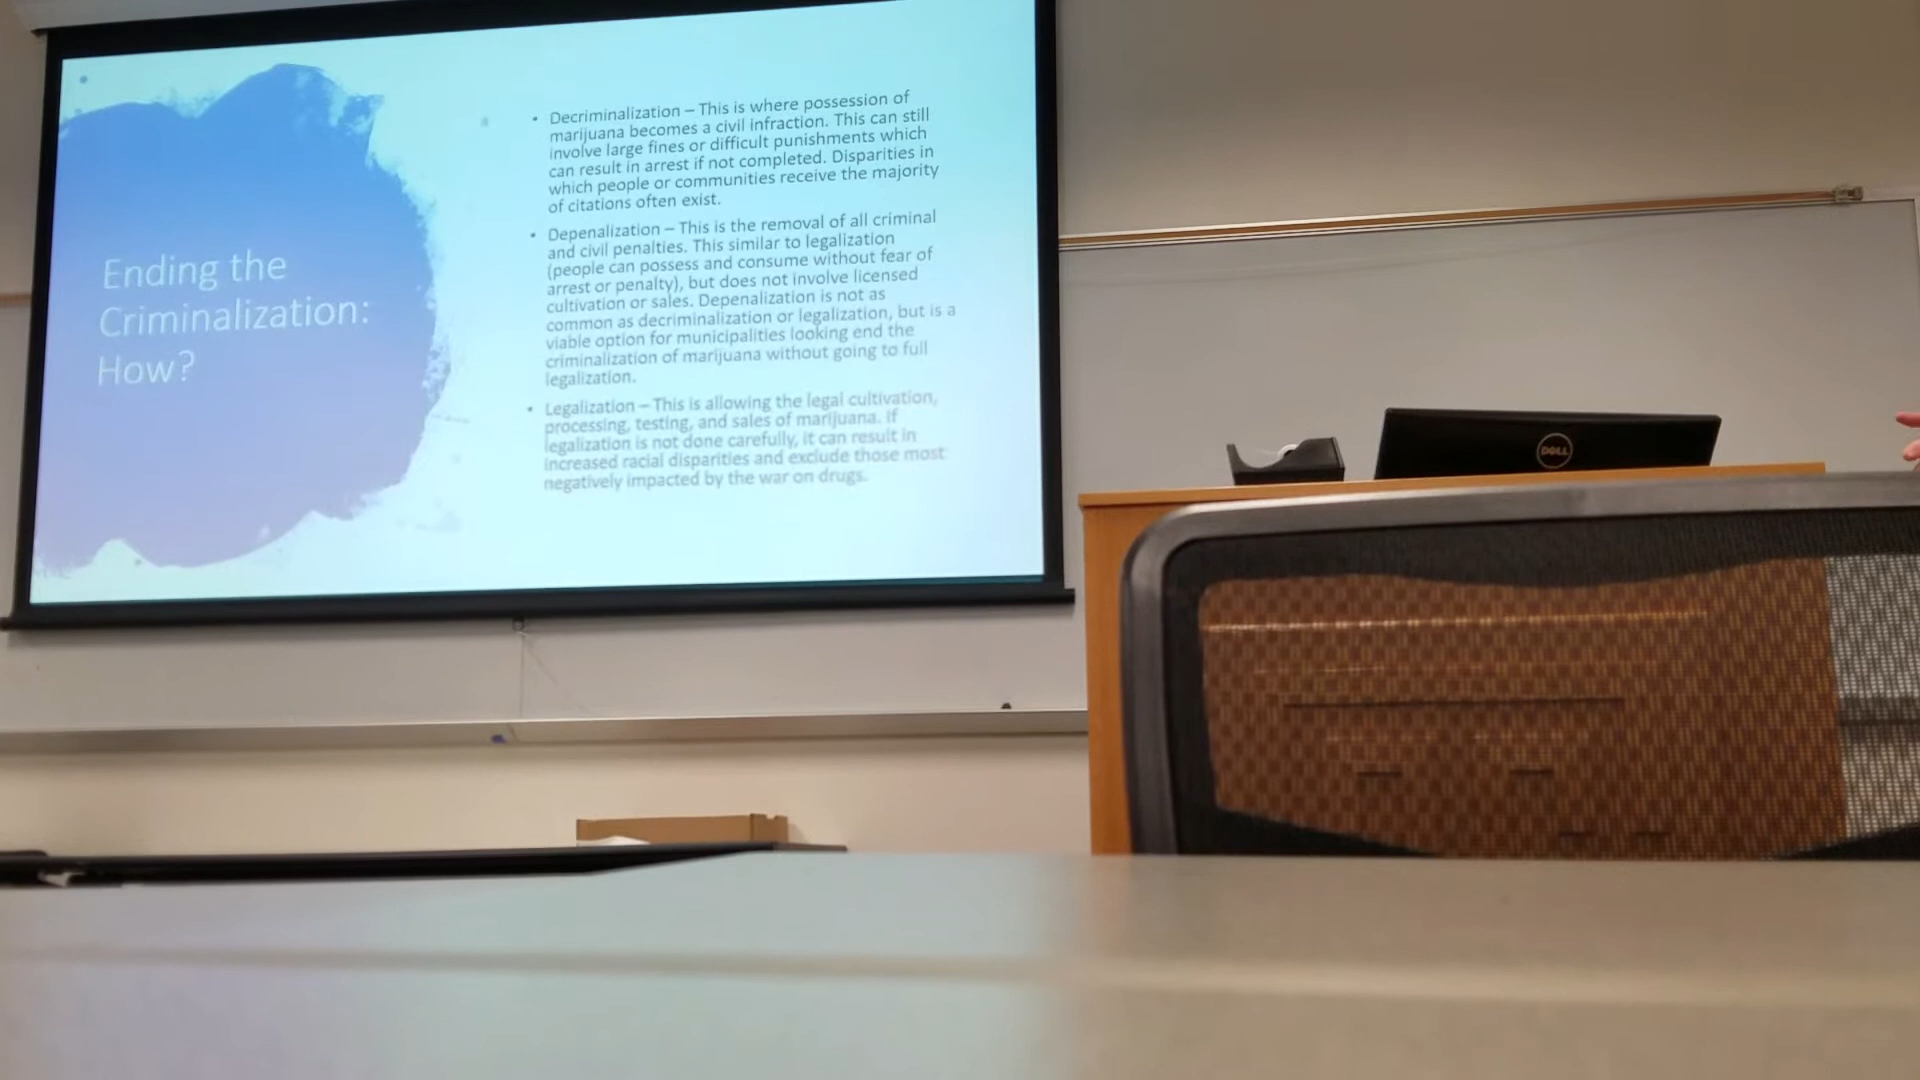 Ending the
Criminalization:
How?
• Decriminalization – This is where possession of
marijuana becomes a civil infraction. This can still
involve large fines or difficult punishments which
can result in arrest if not completed. Disparities in
which people or communities receive the majority
of citations often exist.
• Depenalization – This is the removal of all criminal
and civil penalties. This similar to legalization
(people can possess and consume without fear of
arrest or penalty), but does not involve licensed
cultivation or sales. Depenalization is not as
common as decriminalization or legalization, but is a
viable option for municipalities looking end the
criminalization of marijuana without going to full
legalization.
• Legalization – This is allowing the legal cultivation,
processing, testing, and sales of marijuana. If
legalization is not done carefully, it can result in
increased racial disparities and exclude those most
negatively impacted by the war on drugs.
DELL